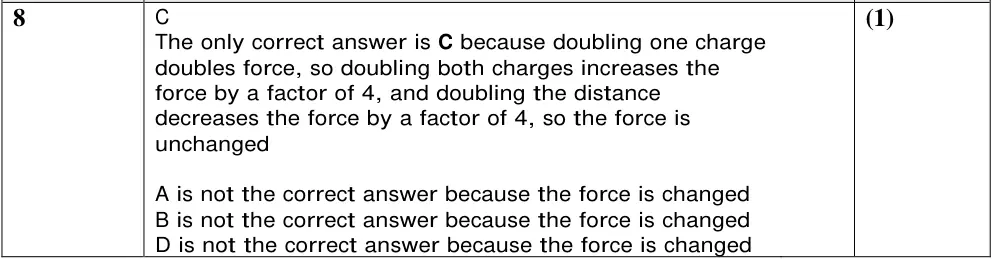 8
C
(1)
The only correct answer is C because doubling one charge
doubles force, so doubling both charges increases the
force by a factor of 4, and doubling the distance
decreases the force by a factor of 4, so the force is
unchanged
A is not the correct answer because the force is changed
B is not the correct answer because the force is changed
D is not the correct answer because the force is changed